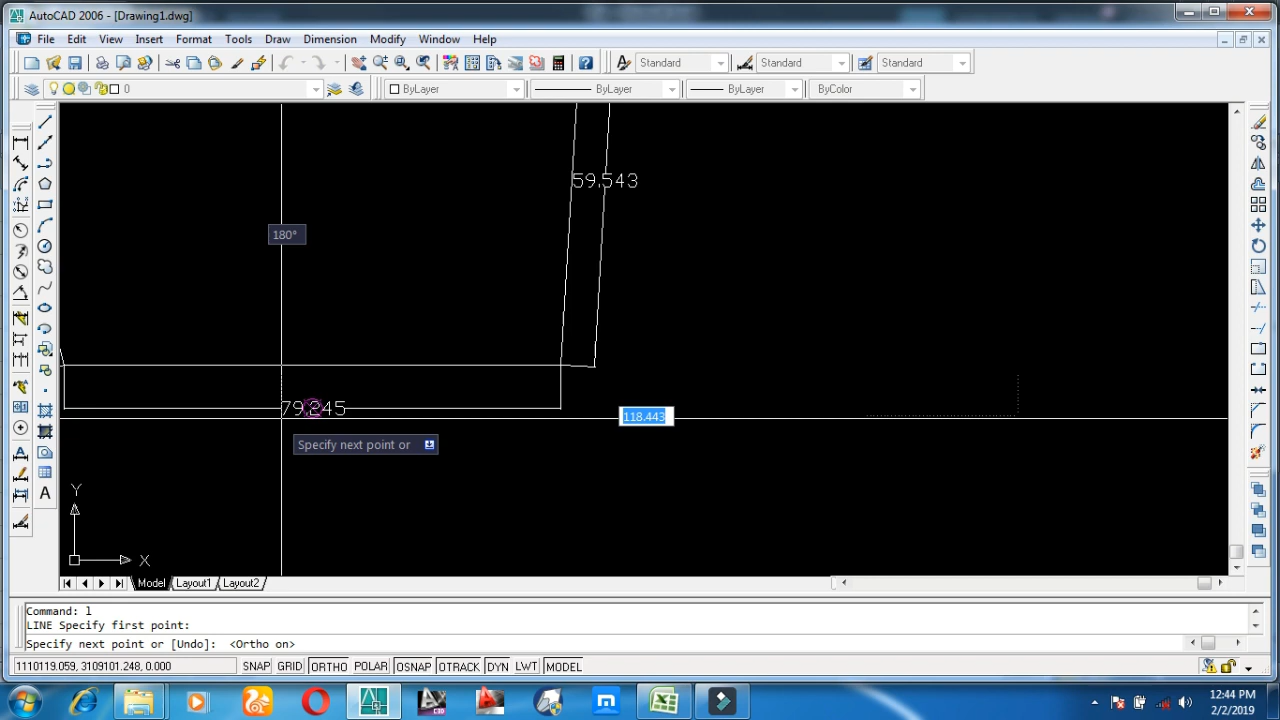 AutoCAD 2006 - [Drawing1.dwg]
File Edit View Insert Format Tools Draw Dimension Modify Window Help
Standard Standard Standard
0 ByLayer ByLayer ByLayer ByColor
59.543
180°
79.245
118.443
Specify next point or
Y
X
A
Model Layout1 Layout2
Command: l
LINE Specify first point:
Specify next point or [Undo]: <Ortho on>
1110119.059, 3109101.248, 0.000 SNAP GRID ORTHO POLAR OSNAP OTRACK DYN LWT MODEL
12:44 PM
2/2/2019